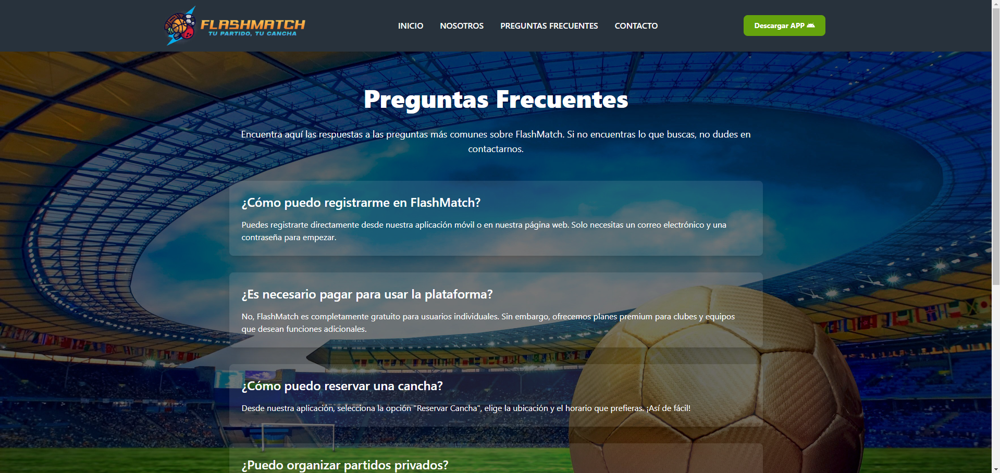 FLASHMATCH
TU PARTIDO, TU CANCHA
INICIO
NOSOTROS
PREGUNTAS FRECUENTES
CONTACTO
Descargar APP
Preguntas Frecuentes
Encuentra aquí las respuestas a las preguntas más comunes sobre FlashMatch. Si no encuentras lo que buscas, no dudes en
contactarnos.
¿Cómo puedo registrarme en FlashMatch?
Puedes registrarte directamente desde nuestra aplicación móvil o en nuestra página web. Solo necesitas un correo electrónico y una
contraseña para empezar.
¿Es necesario pagar para usar la plataforma?
No, FlashMatch es completamente gratuito para usuarios individuales. Sin embargo, ofrecemos planes premium para clubes y equipos
que desean funciones adicionales.
¿Cómo puedo reservar una cancha?
Desde nuestra aplicación, selecciona la opción "Reservar Cancha", elige la ubicación y el horario que prefieras. ¡Así de fácil!
¿Puedo organizar partidos privados?